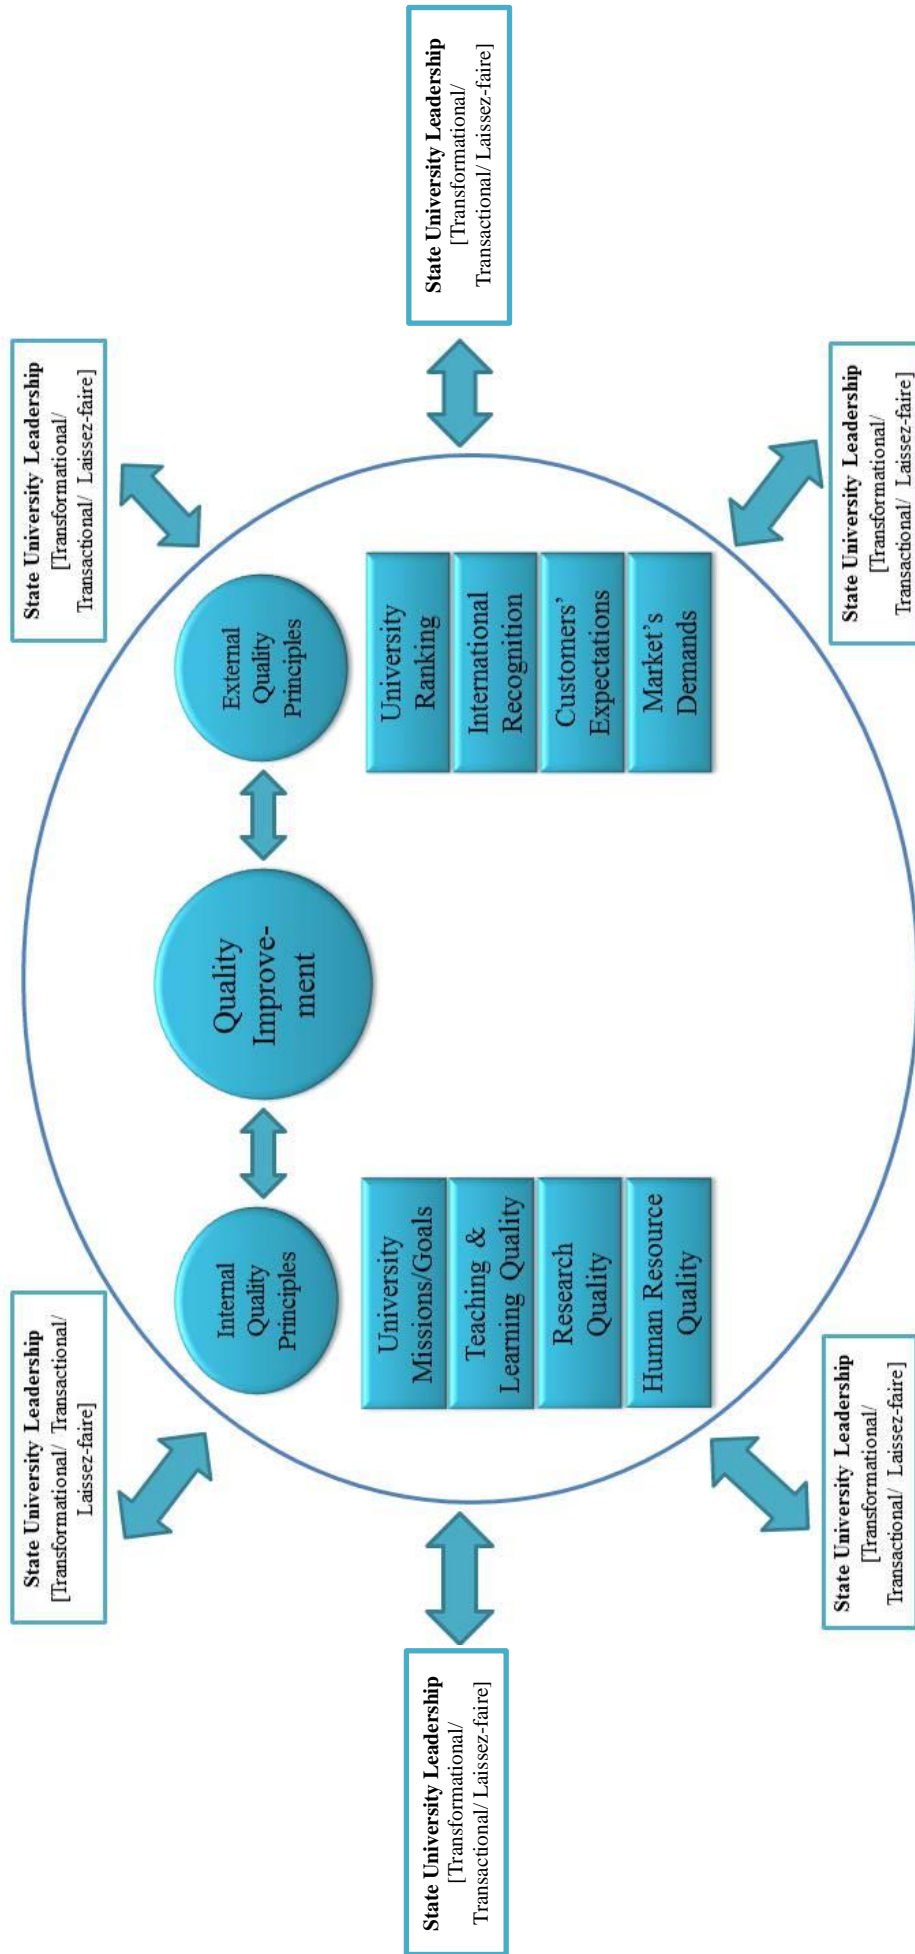 State University Leadership
[Transformational/ Transactional/
Laissez-faire]
State University Leadership
[Transformational/
Transactional/ Laissez-faire]
Internal
Quality
Principles
Quality
Improve-
ment
External
Quality
Principles
University
Missions/Goals
Teaching &
Learning Quality
Research
Quality
Human Resource
Quality
University
Ranking
International
Recognition
Customers'
Expectations
Market's
Demands
State University Leadership
[Transformational/
Transactional/ Laissez-faire]
State University Leadership
[Transformational/
Transactional/ Laissez-faire]
State University Leadership
[Transformational/
Transactional/ Laissez-faire]
State University Leadership
[Transformational/
Transactional/ Laissez-faire]